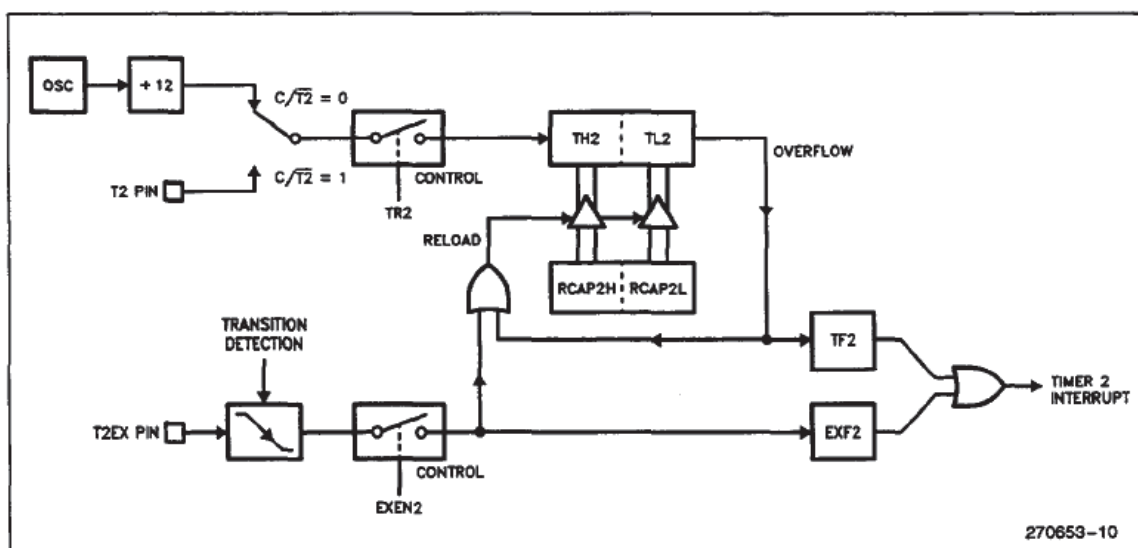 OSC
+ 12
C/T2 = 0
T2 PIN
C/T2 = 1
TR2
CONTROL
TH2
TL2
OVERFLOW
RELOAD
RCAP2H
RCAP2L
TRANSITION
DETECTION
T2EX PIN
EXEN2
CONTROL
TF2
EXF2
TIMER 2
INTERRUPT
270653-10